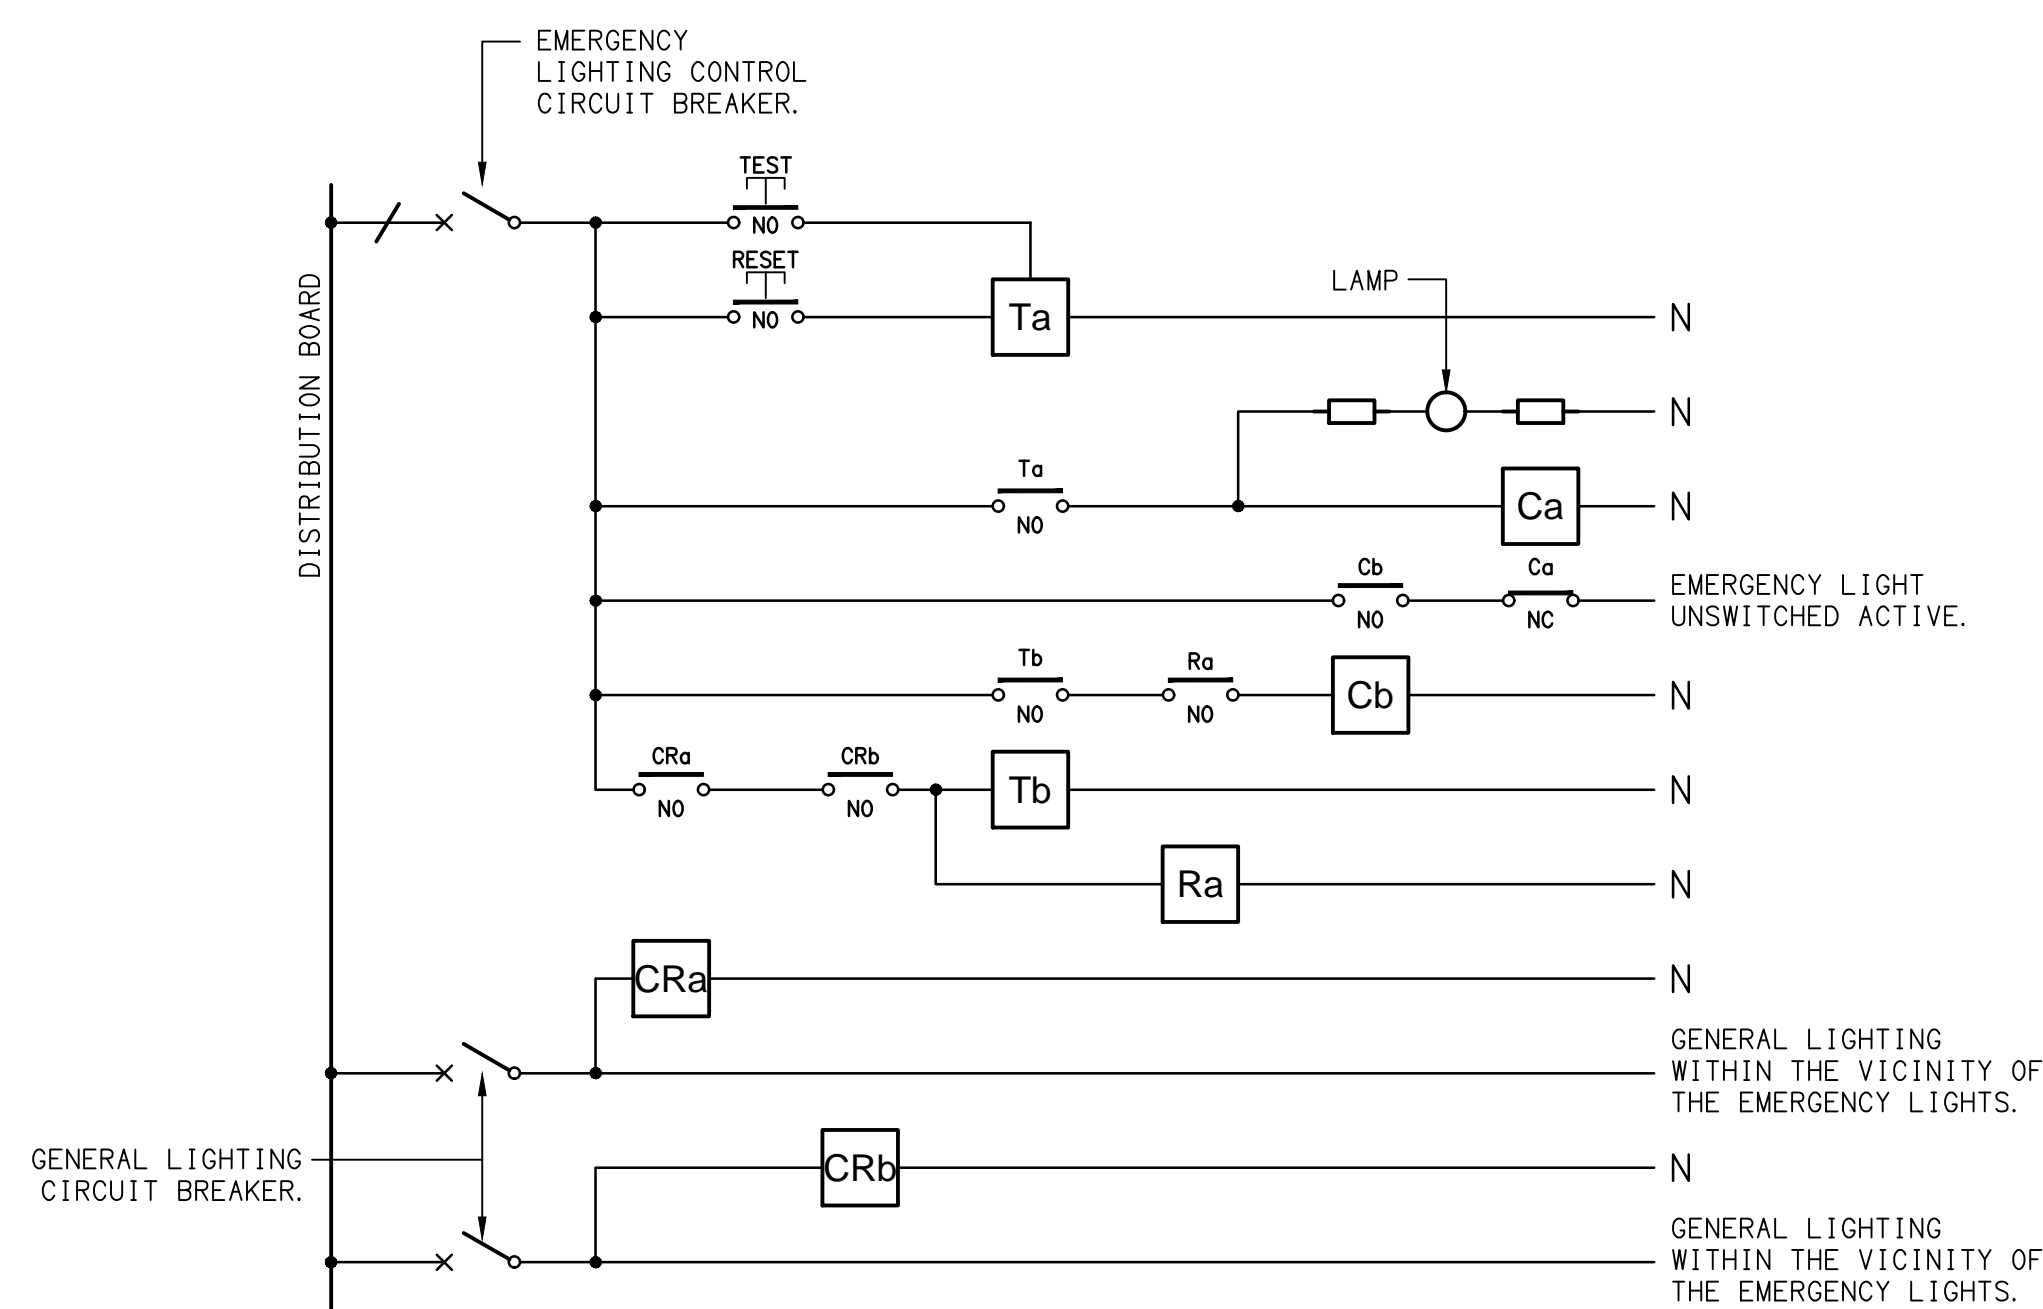 EMERGENCY
LIGHTING CONTROL
CIRCUIT BREAKER.
TEST
NO
RESET
NO
DISTRIBUTION BOARD
Ta
N
LAMP
N
Ta
NO
Ca
N
Cb
NO
Ca
NC
EMERGENCY LIGHT
UNSWITCHED ACTIVE.
Tb
NO
Ra
NO
Cb
N
CRa
NO
CRb
NO
Tb
N
Ra
N
CRa
N
GENERAL LIGHTING
WITHIN THE VICINITY OF
THE EMERGENCY LIGHTS.
GENERAL LIGHTING
CIRCUIT BREAKER.
CRb
N
GENERAL LIGHTING
WITHIN THE VICINITY OF
THE EMERGENCY LIGHTS.